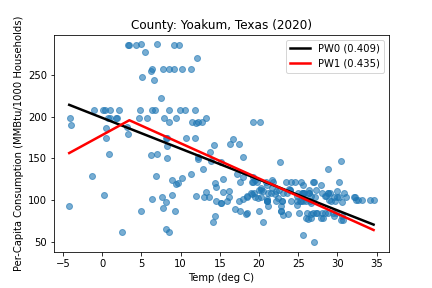 County: Yoakum, Texas (2020)
PW0 (0.409)
PW1 (0.435)
Per-Capita Consumption (MMBtu/1000 Households)
250
200
150
100
50
-5 0 5 10 15 20 25 30 35
Temp (deg C)